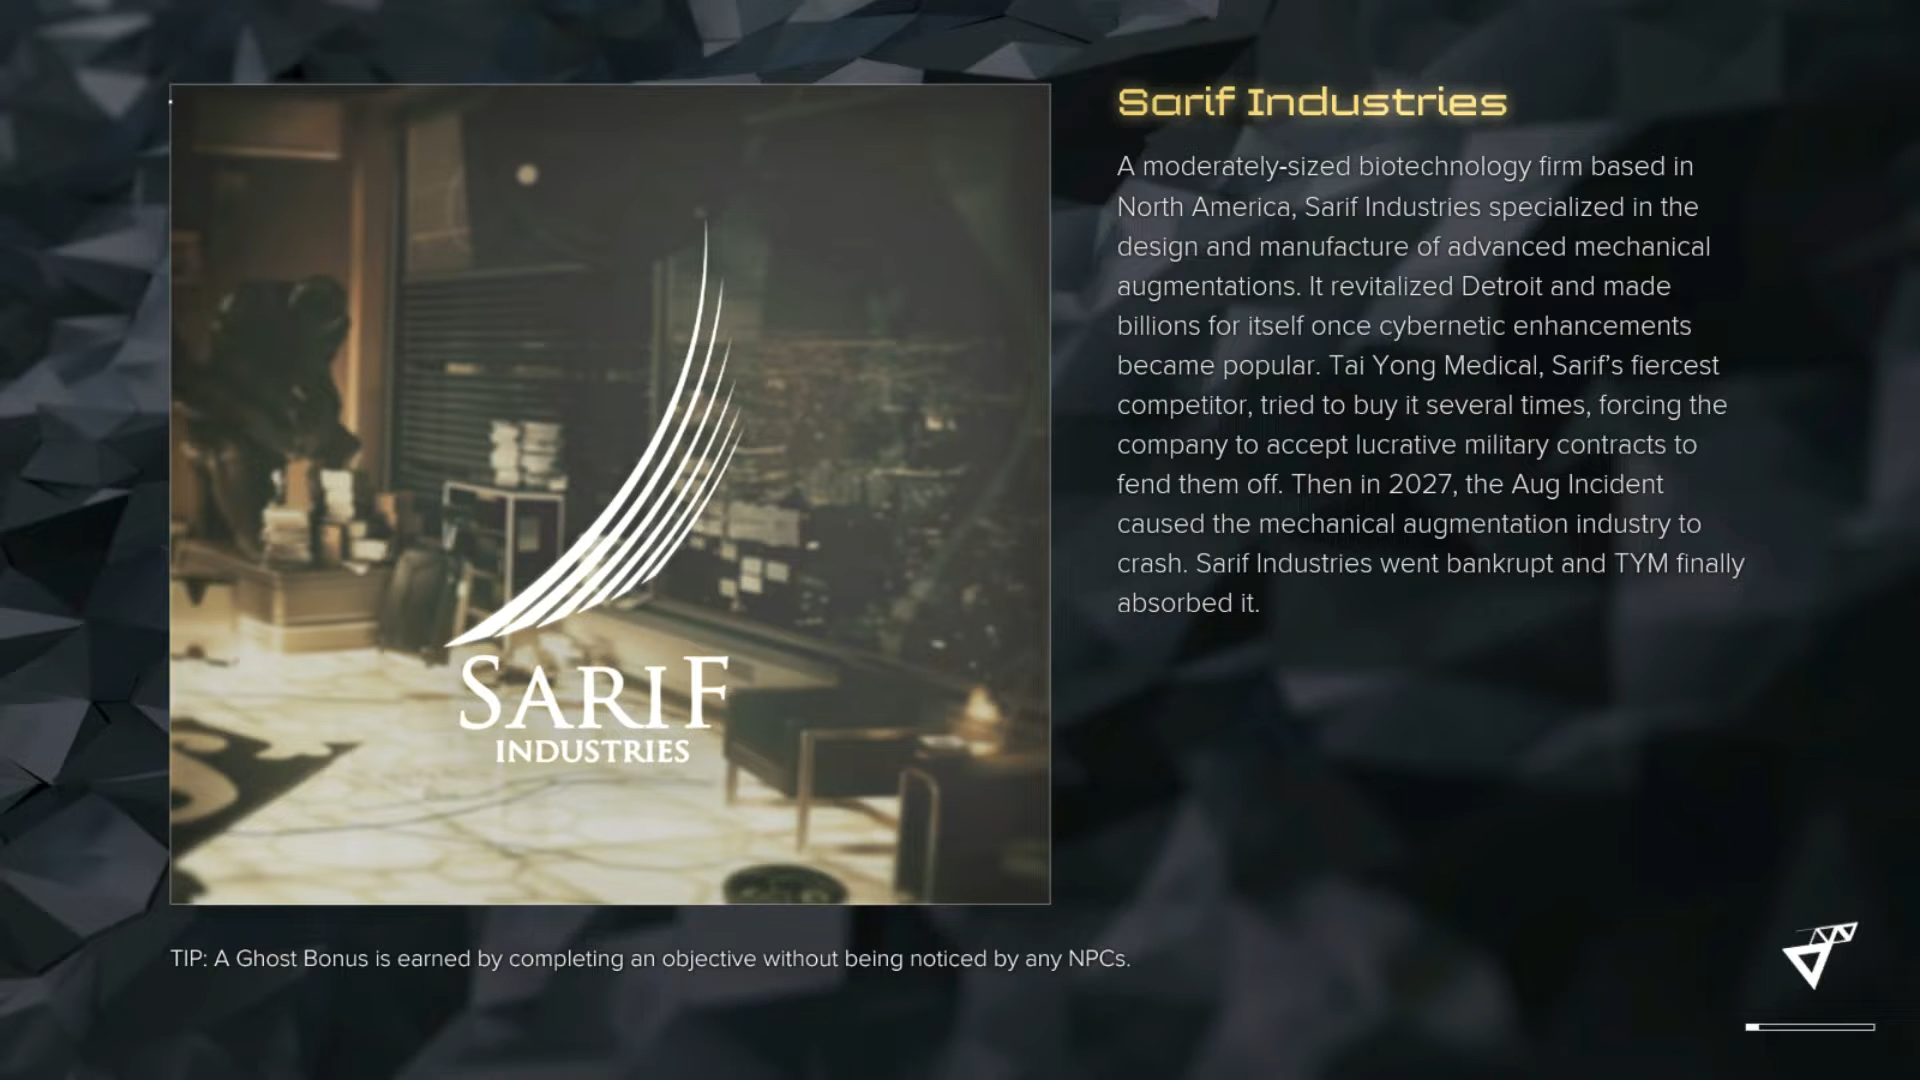 Sarif Industries
A moderately-sized biotechnology firm based in
North America, Sarif Industries specialized in the
design and manufacture of advanced mechanical
augmentations. It revitalized Detroit and made
billions for itself once cybernetic enhancements
became popular. Tai Yong Medical, Sarif’s fiercest
competitor, tried to buy it several times, forcing the
company to accept lucrative military contracts to
fend them off. Then in 2027, the Aug Incident
caused the mechanical augmentation industry to
crash. Sarif Industries went bankrupt and TYM finally
absorbed it.
SARIF
INDUSTRIES
TIP: A Ghost Bonus is earned by completing an objective without being noticed by any NPCs.